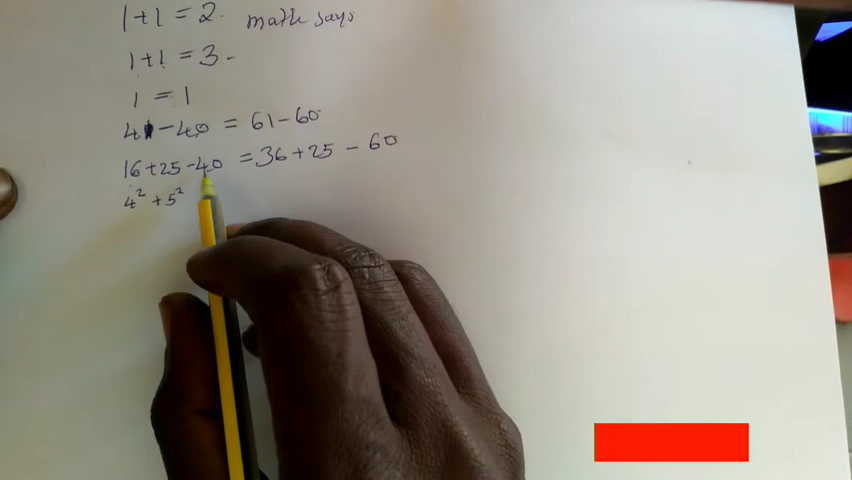 1+1 = 2. math says
1+1 = 3 -
1 = 1
41-40 = 61-60
16+25-40 = 36+25-60
4²+5²